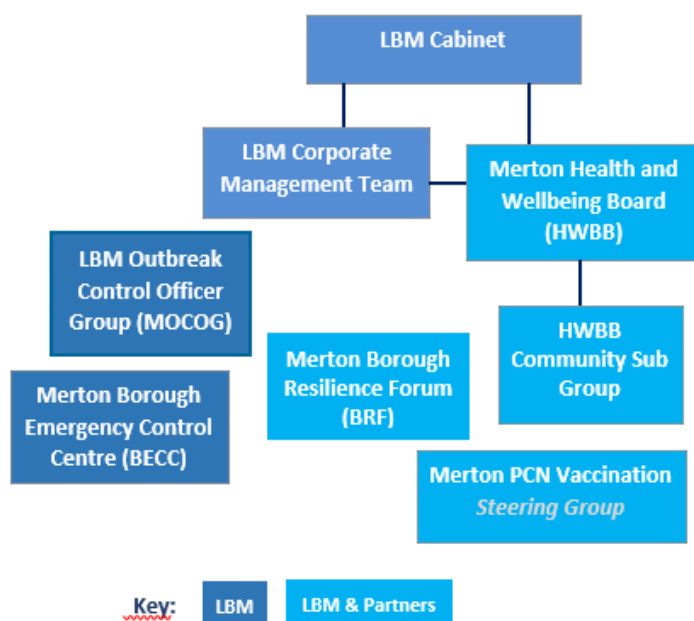 LBM Cabinet
LBM Corporate
Management Team
Merton Health and
Wellbeing Board
(HWBB)
LBM Outbreak
Control Officer
Group (MOCOG)
HWBB
Community Sub
Group
Merton Borough
Resilience Forum
(BRF)
Merton Borough
Emergency Control
Centre (BECC)
Merton PCN Vaccination
Steering Group
Key:
LBM
LBM & Partners